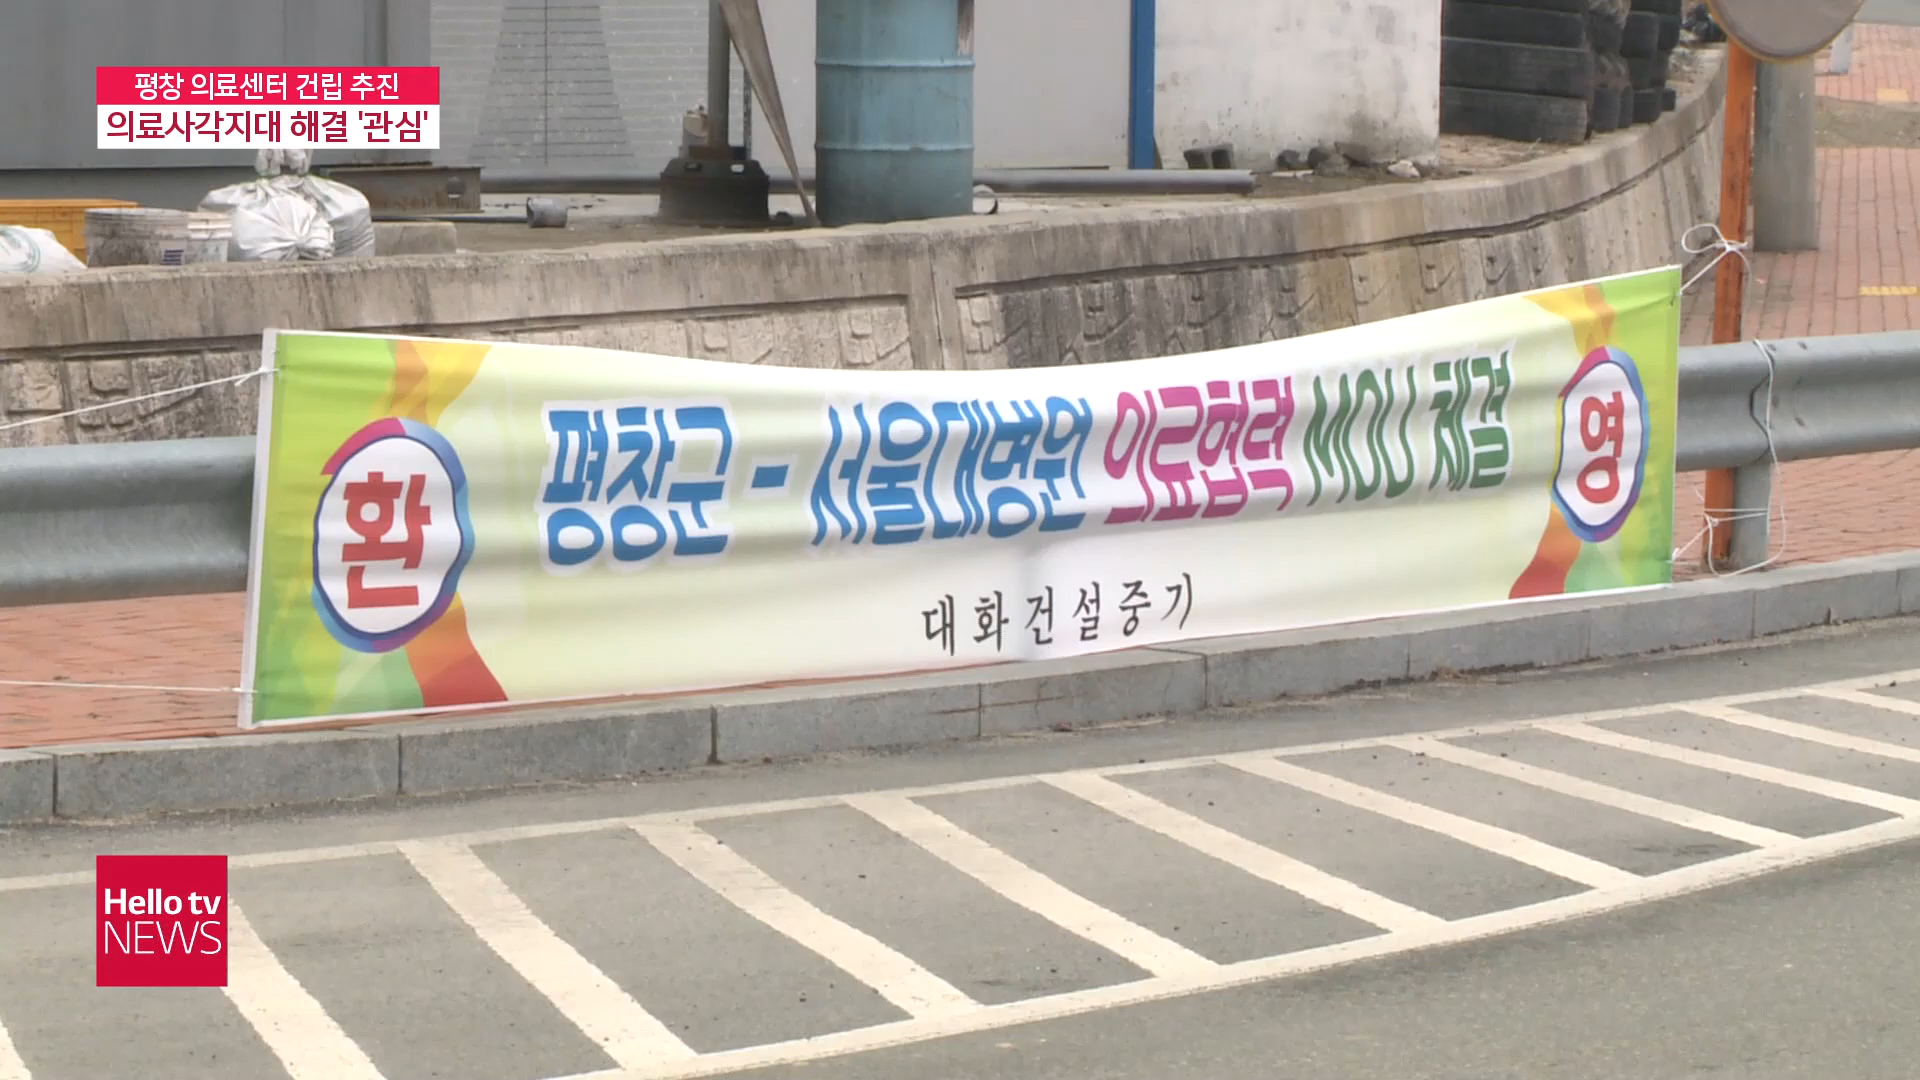 평창 의료센터 건립 추진
의료사각지대 해결 '관심'
환 영
평창군 - 서울대병원 의료협력 MOU 체결
대화건설중기
Hello tv
NEWS